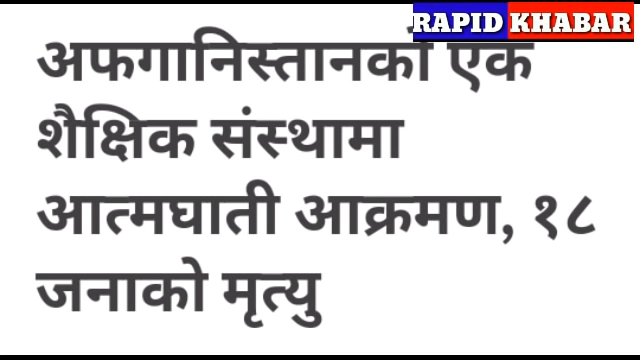 RAPID KHABAR
अफगानिस्तानको एक
शैक्षिक संस्थामा
आत्मघाती आक्रमण, १८
जनाको मृत्यु